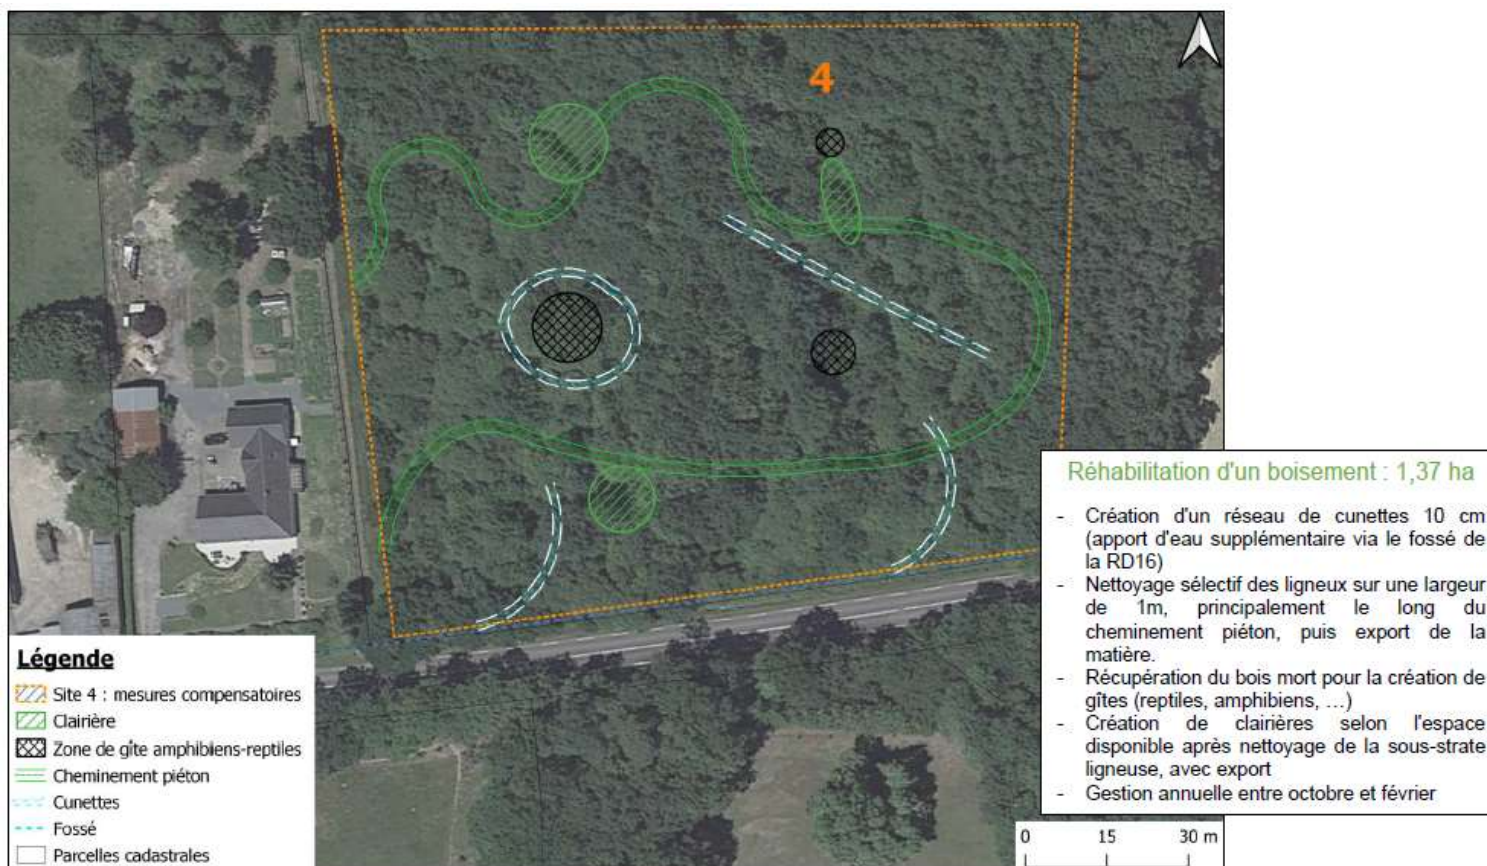 4
Réhabilitation d'un boisement : 1,37 ha
- Création d'un réseau de cunettes 10 cm
(apport d'eau supplémentaire via le fossé de
la RD16)
- Nettoyage sélectif des ligneux sur une largeur
de 1m, principalement le long du
cheminement piéton, puis export de la
matière.
- Récupération du bois mort pour la création de
gîtes (reptiles, amphibiens, …)
- Création de clairières selon l'espace
disponible après nettoyage de la sous-strate
ligneuse, avec export
- Gestion annuelle entre octobre et février
Légende
Site 4 : mesures compensatoires
Clairière
Zone de gîte amphibiens-reptiles
Cheminement piéton
Cunettes
Fossé
Parcelles cadastrales
0 15 30 m